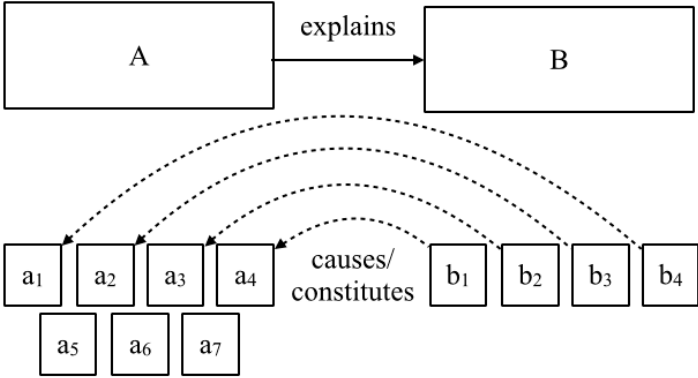 explains
A
B
a₁ a₂ a₃ a₄ causes/ b₁ b₂ b₃ b₄
constitutes
a₅ a₆ a₇